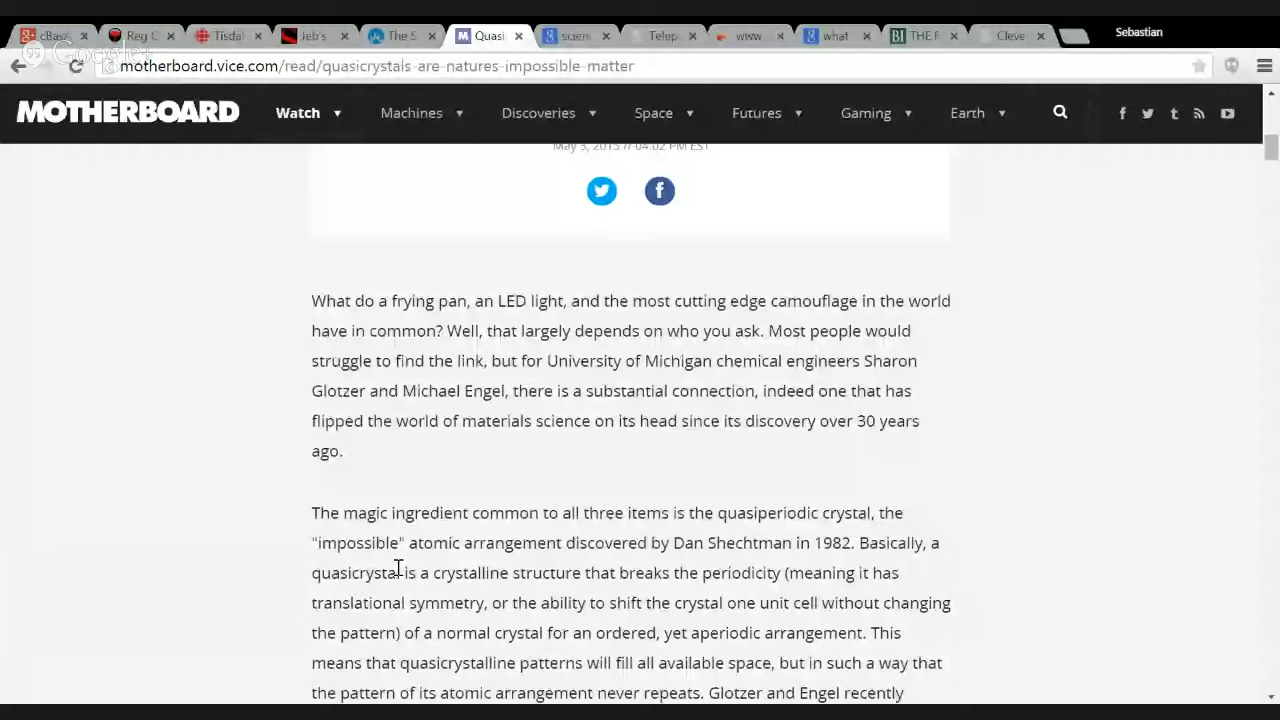 cBas
Reg C
Tisdal
Jeb's
The S
Quasi
scien
Telep
www
what
THE F
Cleve
Sebastian
Google+
motherboard.vice.com/read/quasicrystals-are-natures-impossible-matter
MOTHERBOARD
Watch Machines Discoveries Space Futures Gaming Earth
May 3, 2015 // 04:02 PM EST
What do a frying pan, an LED light, and the most cutting edge camouflage in the world
have in common? Well, that largely depends on who you ask. Most people would
struggle to find the link, but for University of Michigan chemical engineers Sharon
Glotzer and Michael Engel, there is a substantial connection, indeed one that has
flipped the world of materials science on its head since its discovery over 30 years
ago.
The magic ingredient common to all three items is the quasiperiodic crystal, the
"impossible" atomic arrangement discovered by Dan Shechtman in 1982. Basically, a
quasicrystal is a crystalline structure that breaks the periodicity (meaning it has
translational symmetry, or the ability to shift the crystal one unit cell without changing
the pattern) of a normal crystal for an ordered, yet aperiodic arrangement. This
means that quasicrystalline patterns will fill all available space, but in such a way that
the pattern of its atomic arrangement never repeats. Glotzer and Engel recently